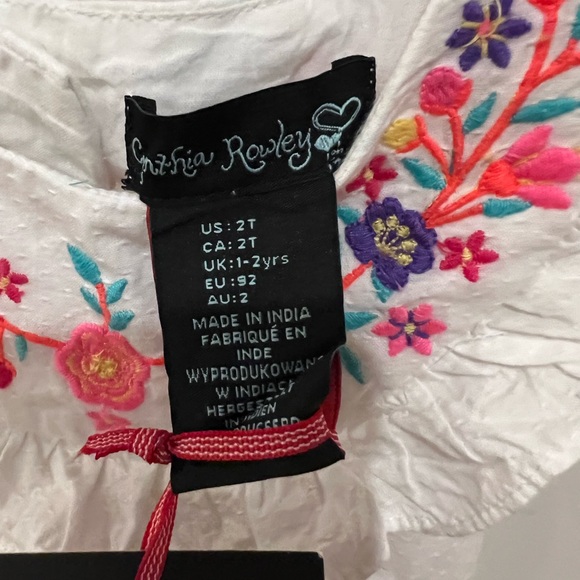 Cynthia Rowley
US: 2T
CA: 2T
UK: 1-2yrs
EU: 92
AU: 2
MADE IN INDIA
FABRIQUÉ EN
INDE
WYPRODUKOWAN
W INDIACH